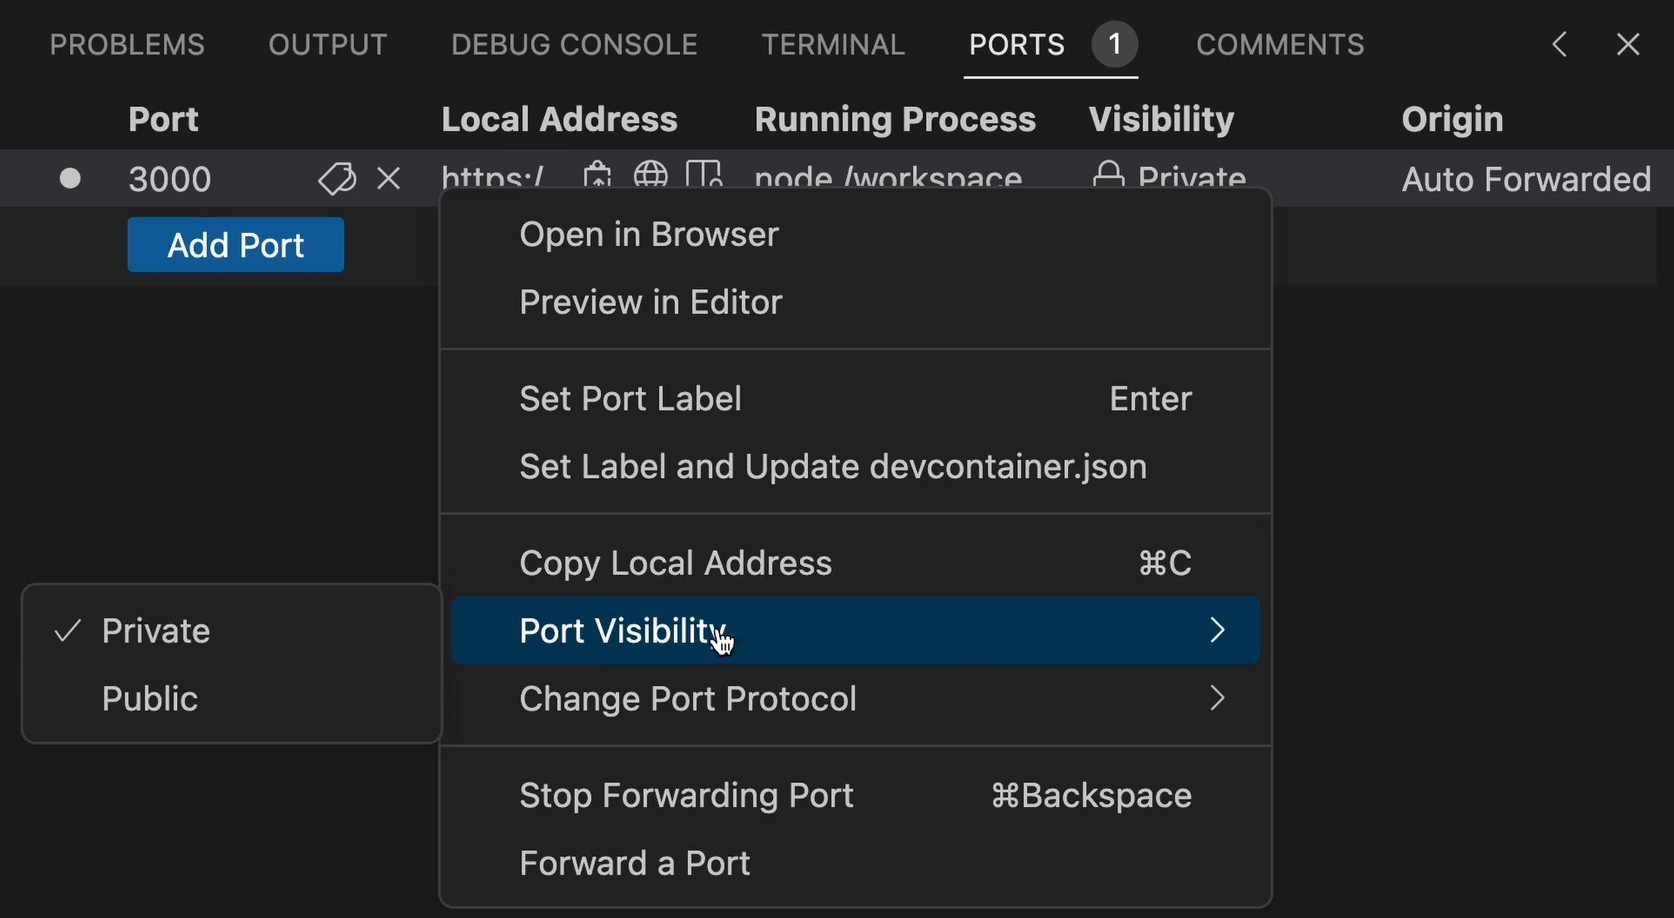 PROBLEMS OUTPUT DEBUG CONSOLE TERMINAL PORTS 1 COMMENTS
Port Local Address Running Process Visibility Origin
3000 https:/ node /workspace Private Auto Forwarded
Add Port
Open in Browser
Preview in Editor
Set Port Label Enter
Set Label and Update devcontainer.json
Copy Local Address ⌘C
Private
Port Visibility
Public
Change Port Protocol
Stop Forwarding Port ⌘Backspace
Forward a Port